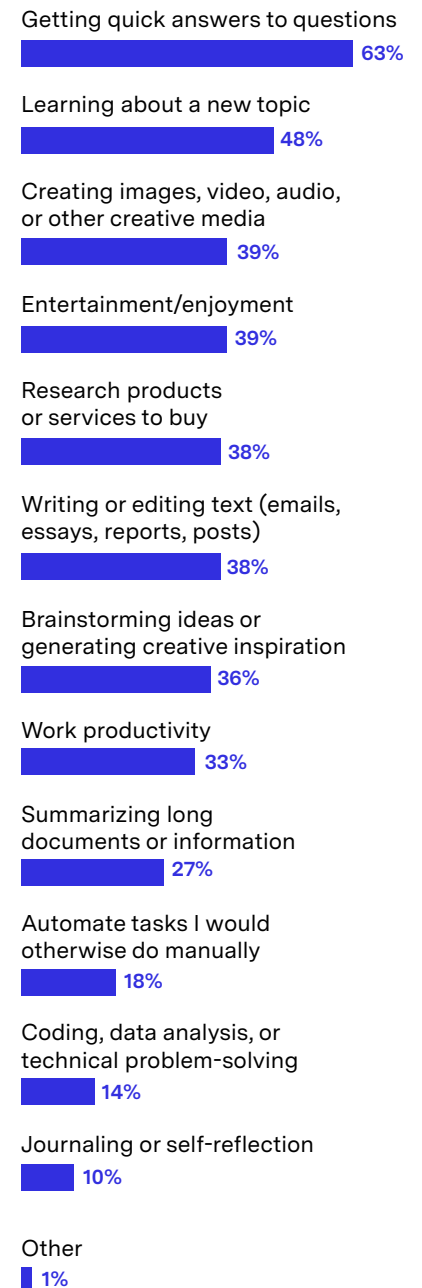 Getting quick answers to questions
63%
Learning about a new topic
48%
Creating images, video, audio,
or other creative media
39%
Entertainment/enjoyment
39%
Research products
or services to buy
38%
Writing or editing text (emails,
essays, reports, posts)
38%
Brainstorming ideas or
generating creative inspiration
36%
Work productivity
33%
Summarizing long
documents or information
27%
Automate tasks I would
otherwise do manually
18%
Coding, data analysis, or
technical problem-solving
14%
Journaling or self-reflection
10%
Other
1%